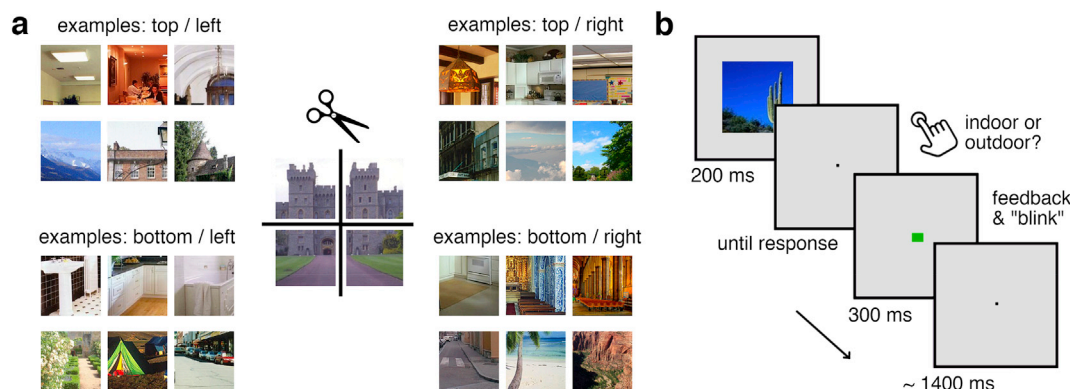 a
examples: top / left
examples: top / right
examples: bottom / left
examples: bottom / right
b
200 ms
indoor or
outdoor?
until response
feedback
& "blink"
300 ms
~ 1400 ms